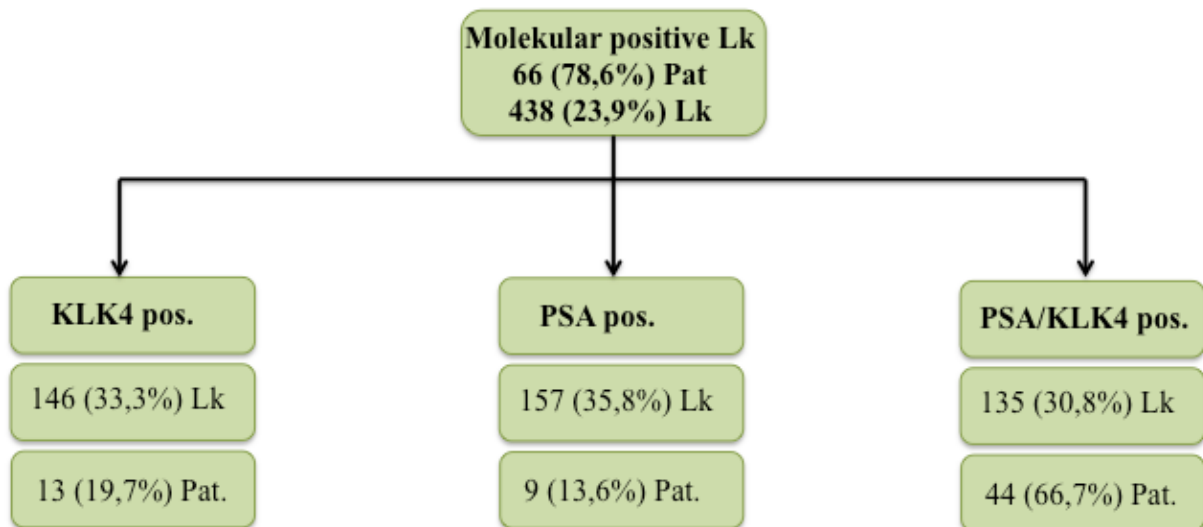 Molekular positive Lk
66 (78,6%) Pat
438 (23,9%) Lk
KLK4 pos.
146 (33,3%) Lk
13 (19,7%) Pat.
PSA pos.
157 (35,8%) Lk
9 (13,6%) Pat.
PSA/KLK4 pos.
135 (30,8%) Lk
44 (66,7%) Pat.